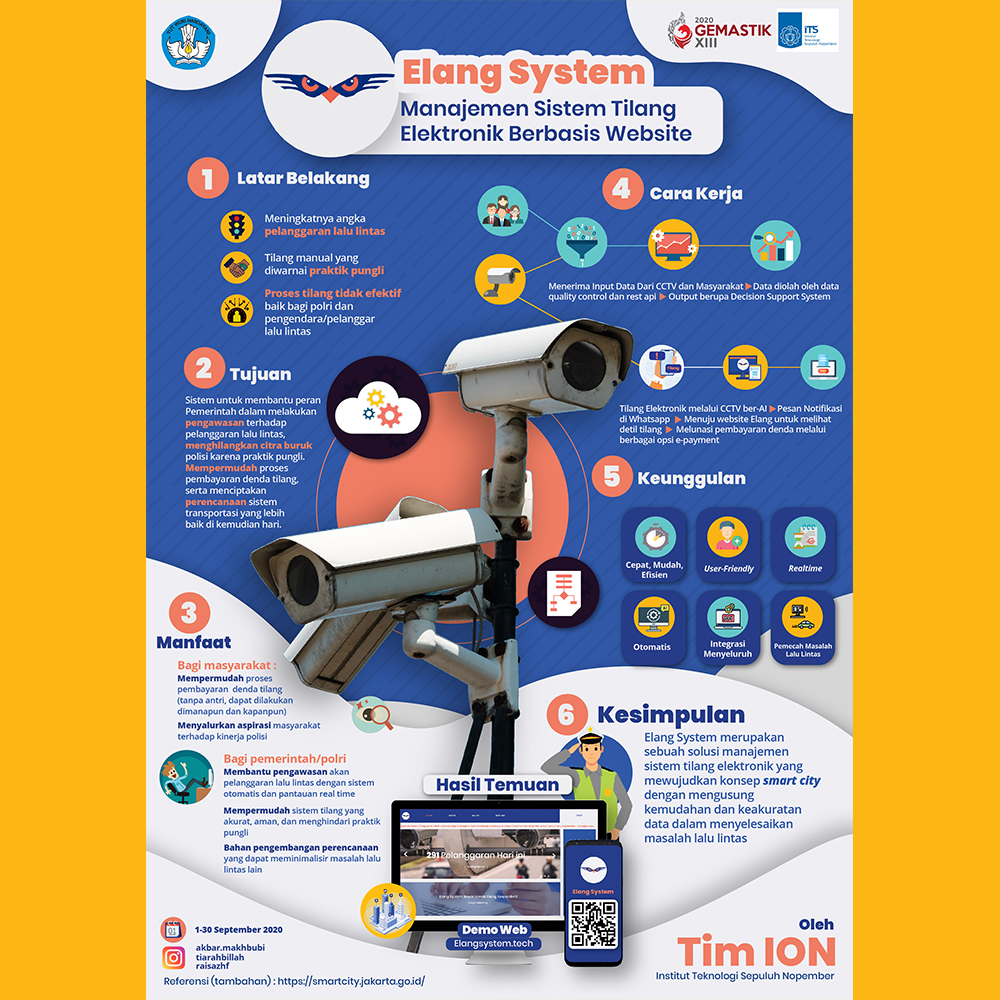 TUT WURI HANDAYANI
2020
GEMASTIK
XIII
ITS
Institut
Teknologi
Sepuluh Nopember
Elang System
Manajemen Sistem Tilang
Elektronik Berbasis Website
1 Latar Belakang
Meningkatnya angka
pelanggaran lalu lintas
Tilang manual yang
diwarnai praktik pungli
Proses tilang tidak efektif
baik bagi polri dan
pengendara/pelanggar
lalu lintas
2 Tujuan
Sistem untuk membantu peran
Pemerintah dalam melakukan
pengawasan terhadap
pelanggaran lalu lintas,
menghilangkan citra buruk
polisi karena praktik pungli.
Mempermudah proses
pembayaran denda tilang,
serta menciptakan
perencanaan sistem
transportasi yang lebih
baik di kemudian hari.
3
Manfaat
Bagi masyarakat :
Mempermudah proses
pembayaran denda tilang
(tanpa antri, dapat dilakukan
dimanapun dan kapanpun)
Menyalurkan aspirasi masyarakat
terhadap kinerja polisi
Bagi pemerintah/polri
Membantu pengawasan akan
pelanggaran lalu lintas dengan sistem
otomatis dan pantauan real time
Mempermudah sistem tilang yang
akurat, aman, dan menghindari praktik
pungli
Bahan pengembangan perencanaan
yang dapat meminimalisir masalah lalu
lintas lain
4 Cara Kerja
Menerima Input Data Dari CCTV dan Masyarakat ▶ Data diolah oleh data
quality control dan rest api ▶ Output berupa Decision Support System
Elang
Tilang Elektronik melalui CCTV ber-AI ▶ Pesan Notifikasi
di Whatsapp ▶ Menuju website Elang untuk melihat
detil tilang ▶ Melunasi pembayaran denda melalui
berbagai opsi e-payment
5 Keunggulan
Cepat, Mudah,
Efisien
User-Friendly
Realtime
Otomatis
Integrasi
Menyeluruh
Pemecah Masalah
Lalu Lintas
6 Kesimpulan
Elang System merupakan
sebuah solusi manajemen
sistem tilang elektronik yang
mewujudkan konsep smart city
dengan mengusung
kemudahan dan keakuratan
data dalam menyelesaikan
masalah lalu lintas
Hasil Temuan
291 Pelanggaran Hari ini
Elang System
Demo Web
Elangsystem.tech
01
1-30 September 2020
akbar.makhbubi
tiarahbillah
raisazhf
Referensi (tambahan) : https://smartcity.jakarta.go.id/
Oleh
Tim ION
Institut Teknologi Sepuluh Nopember